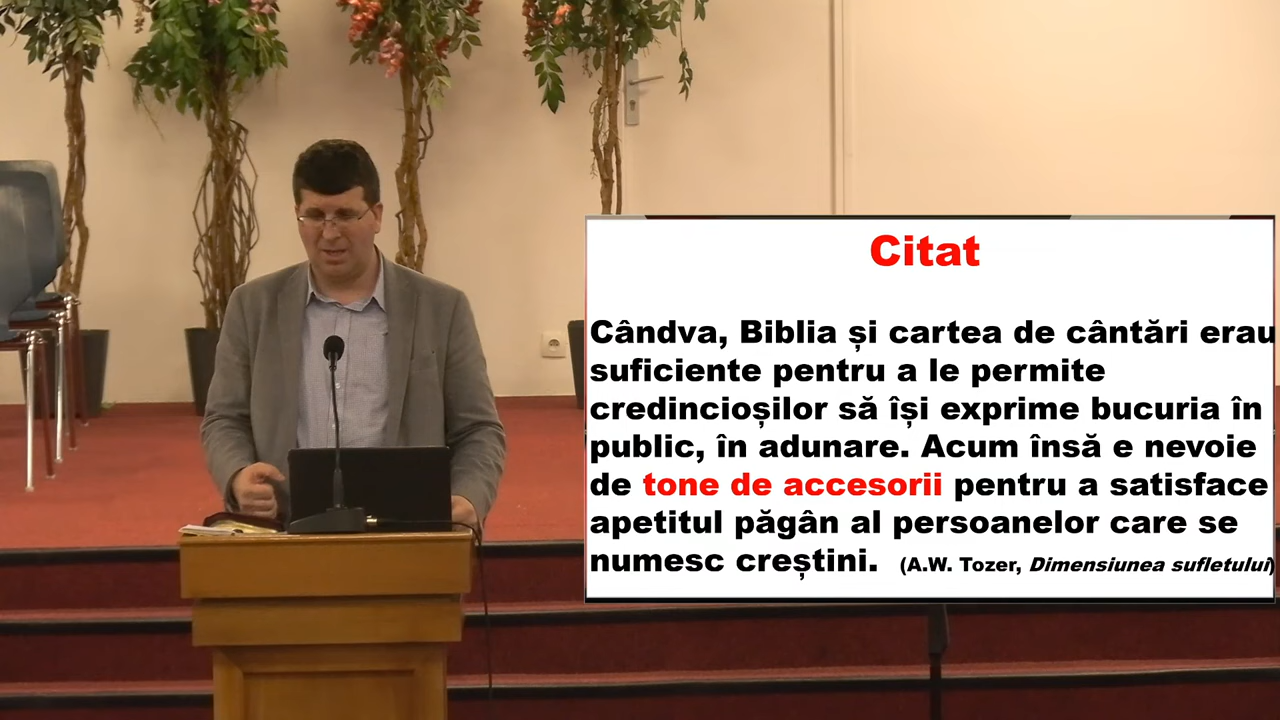 Citat
Cândva, Biblia și cartea de cântări erau
suficiente pentru a le permite
credincioșilor să își exprime bucuria în
public, în adunare. Acum însă e nevoie
de tone de accesorii pentru a satisface
apetitul păgân al persoanelor care se
numesc creștini. (A.W. Tozer, Dimensiunea sufletului)